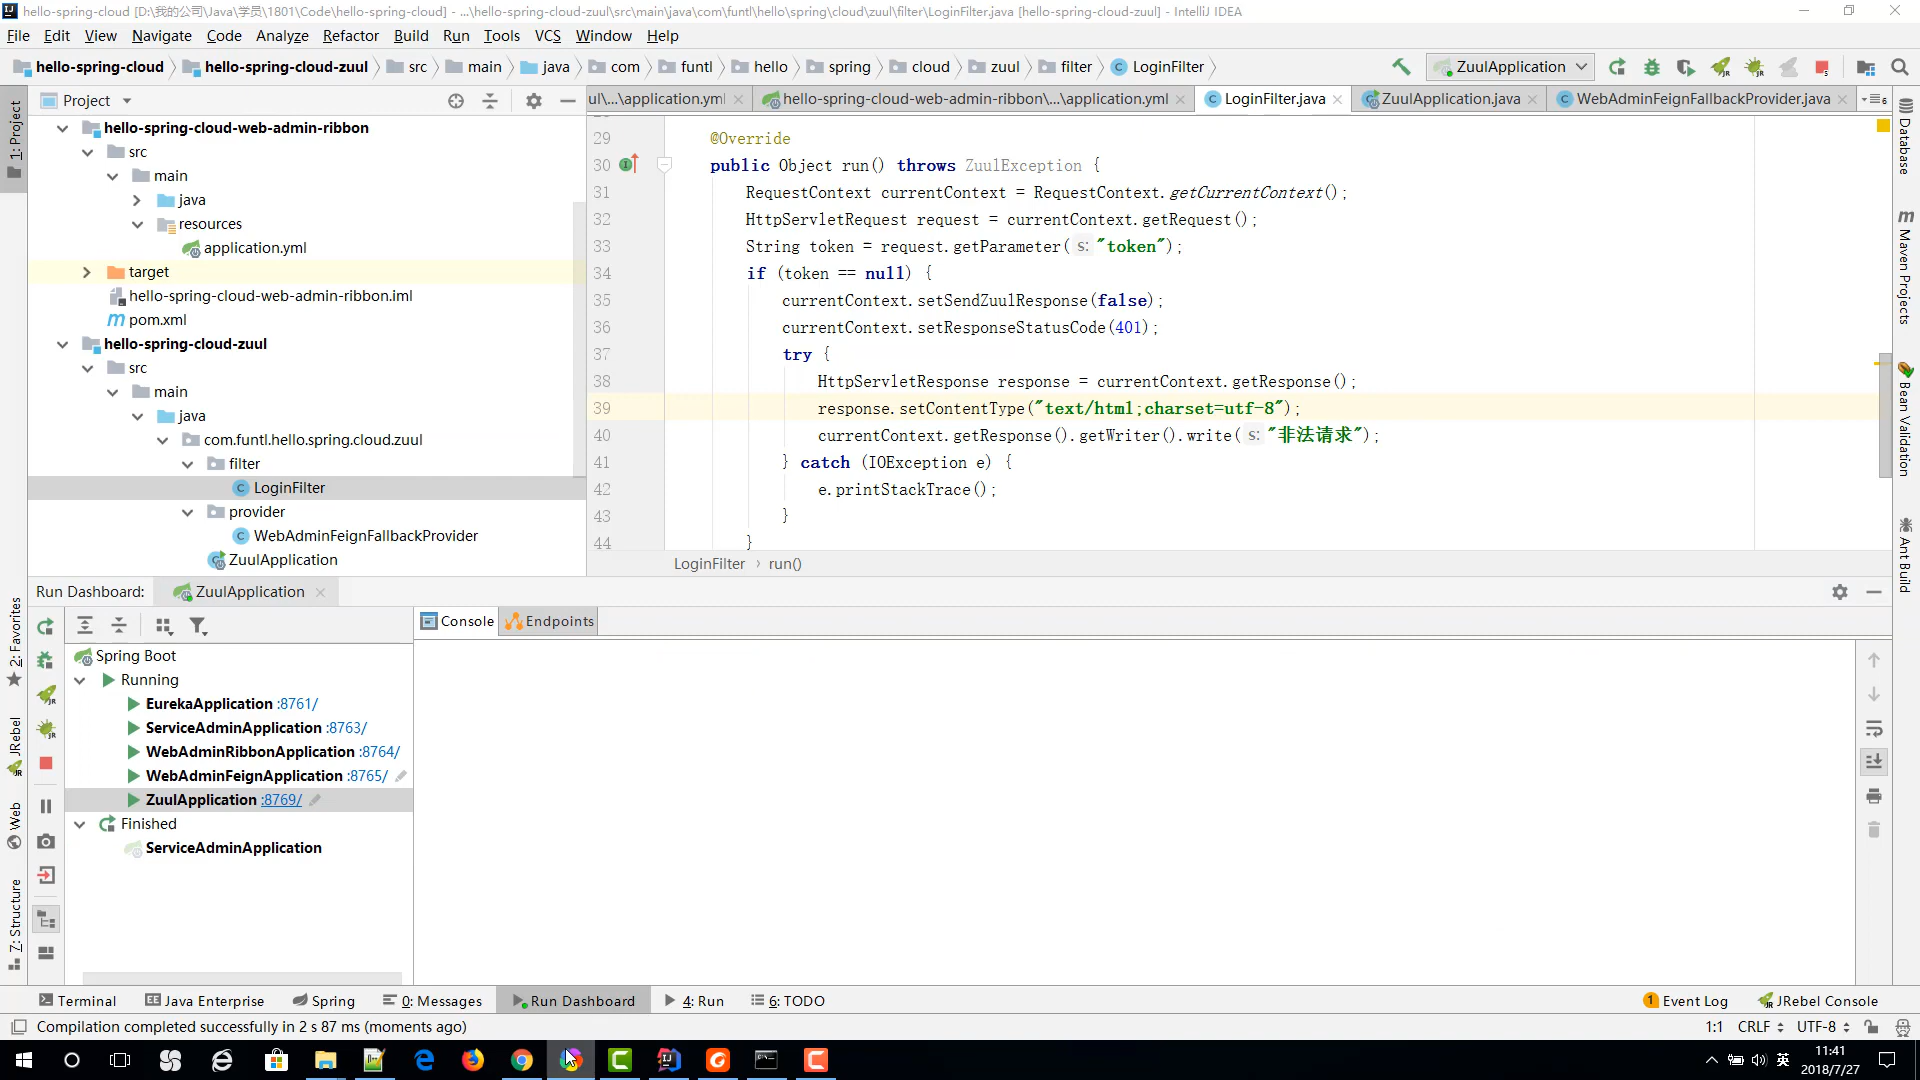 hello-spring-cloud [D:\我的公司\Java\学员\1801\Code\hello-spring-cloud] - ...\hello-spring-cloud-zuul\src\main\java\com\funtl\hello\spring\cloud\zuul\filter\LoginFilter.java [hello-spring-cloud-zuul] - IntelliJ IDEA
File Edit View Navigate Code Analyze Refactor Build Run Tools VCS Window Help
hello-spring-cloud hello-spring-cloud-zuul src main java com funtl hello spring cloud zuul filter LoginFilter ZuulApplication
Project
ul\...\application.yml hello-spring-cloud-web-admin-ribbon\...\application.yml LoginFilter.java ZuulApplication.java WebAdminFeignFallbackProvider.java
1: Project
hello-spring-cloud-web-admin-ribbon
src
main
java
resources
application.yml
target
hello-spring-cloud-web-admin-ribbon.iml
pom.xml
hello-spring-cloud-zuul
src
main
java
com.funtl.hello.spring.cloud.zuul
filter
LoginFilter
provider
WebAdminFeignFallbackProvider
ZuulApplication
29 @Override
30 public Object run() throws ZuulException {
31 RequestContext currentContext = RequestContext.getCurrentContext();
32 HttpServletRequest request = currentContext.getRequest();
33 String token = request.getParameter( s: "token");
34 if (token == null) {
35 currentContext.setSendZuulResponse(false);
36 currentContext.setResponseStatusCode(401);
37 try {
38 HttpServletResponse response = currentContext.getResponse();
39 response.setContentType("text/html;charset=utf-8");
40 currentContext.getResponse().getWriter().write( s: "非法请求");
41 } catch (IOException e) {
42 e.printStackTrace();
43 }
44 }
LoginFilter › run()
Database
Maven Projects
Bean Validation
Ant Build
Run Dashboard: ZuulApplication
Console Endpoints
Spring Boot
Running
EurekaApplication :8761/
ServiceAdminApplication :8763/
WebAdminRibbonApplication :8764/
WebAdminFeignApplication :8765/
ZuulApplication :8769/
Finished
ServiceAdminApplication
2: Favorites
JRebel
Web
7: Structure
Terminal Java Enterprise Spring 0: Messages Run Dashboard 4: Run 6: TODO 1 Event Log JRebel Console
Compilation completed successfully in 2 s 87 ms (moments ago) 1:1 CRLF UTF-8
英 11:41
2018/7/27